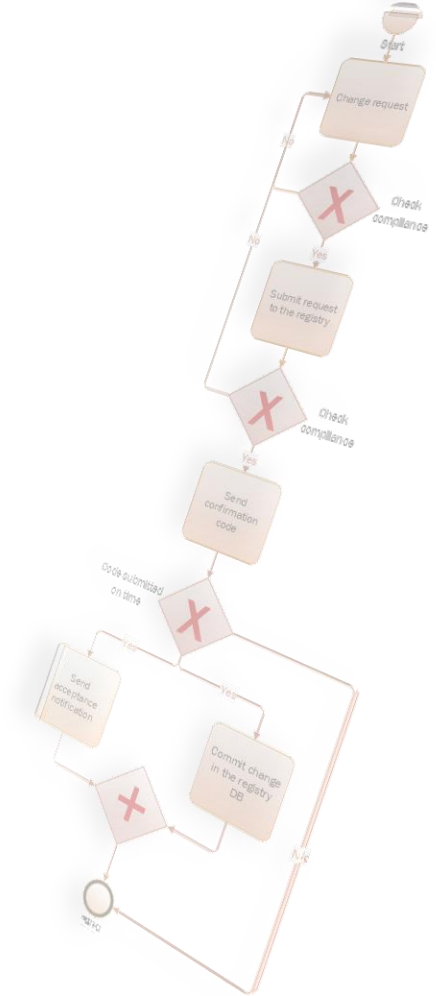 Start
Change request
No
Check
compliance
Yes
Submit request
to the registry
No
Check
compliance
Yes
Send
confirmation
code
Code submitted
on time
Yes
Send
acceptance
notification
Yes
Commit change
in the registry
DB